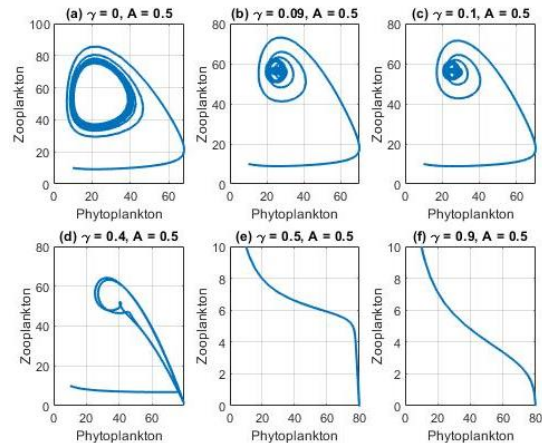 (a) γ = 0, A = 0.5
100
80
60
40
20
0
0 20 40 60
Zooplankton
Phytoplankton
(b) γ = 0.09, A = 0.5
80
60
40
20
0
0 20 40 60
Zooplankton
Phytoplankton
(c) γ = 0.1, A = 0.5
80
60
40
20
0
0 20 40 60
Zooplankton
Phytoplankton
(d) γ = 0.4, A = 0.5
80
60
40
20
0
0 20 40 60
Zooplankton
Phytoplankton
(e) γ = 0.5, A = 0.5
10
8
6
4
2
0
0 20 40 60 80
Zooplankton
Phytoplankton
(f) γ = 0.9, A = 0.5
10
8
6
4
2
0
0 20 40 60 80
Zooplankton
Phytoplankton